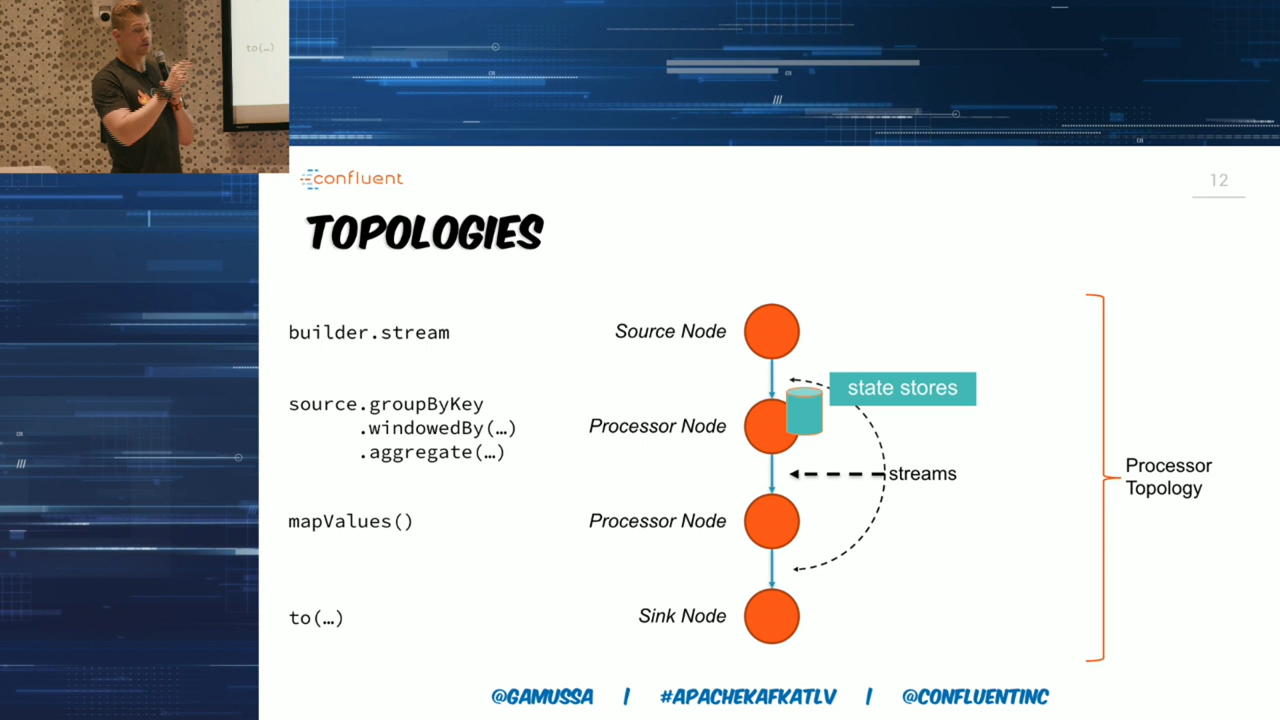 to(…)
confluent
12
TOPOLOGIES
builder.stream
Source Node
state stores
source.groupByKey
.windowedBy(…)
.aggregate(…)
Processor Node
streams
Processor
Topology
mapValues()
Processor Node
to(…)
Sink Node
@GAMUSSA | #APACHEKAFKATLV | @CONFLUENTINC